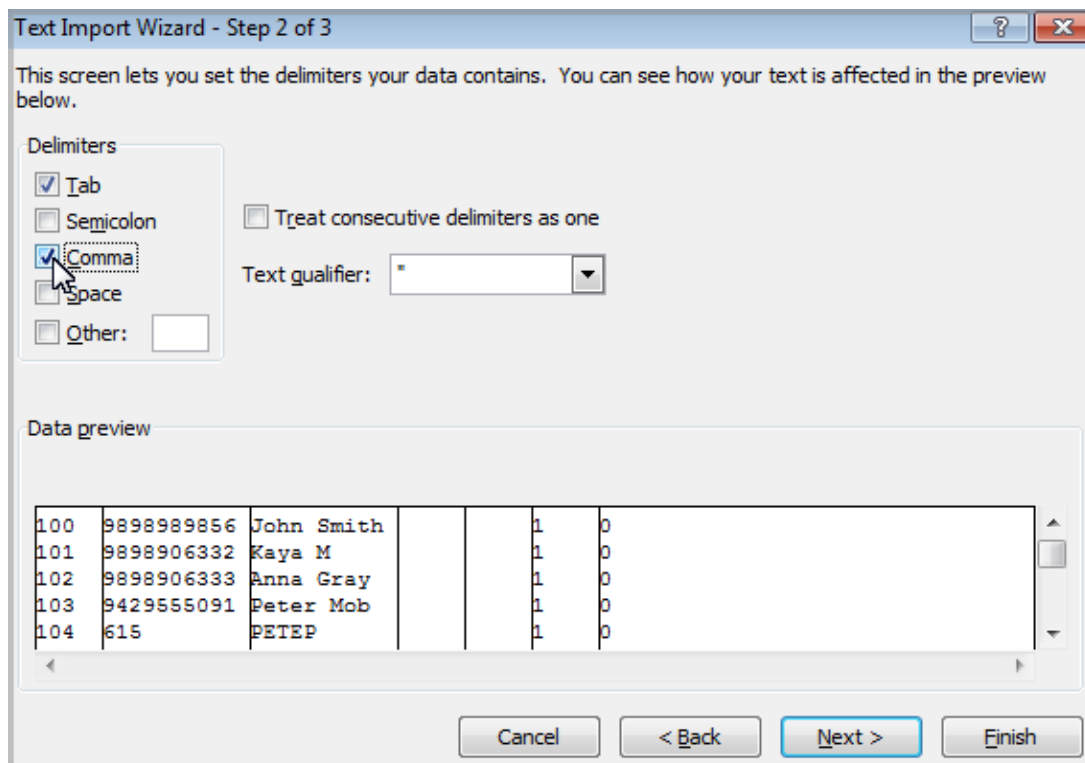 Text Import Wizard - Step 2 of 3
This screen lets you set the delimiters your data contains. You can see how your text is affected in the preview
below.
Delimiters
Tab
Semicolon
Comma
Space
Other:
Treat consecutive delimiters as one
Text qualifier: "
Data preview
100 9898989856 John Smith 1 0
101 9898906332 Kaya M 1 0
102 9898906333 Anna Gray 1 0
103 9429555091 Peter Mob 1 0
104 615 PETEP 1 0
Cancel < Back Next > Finish